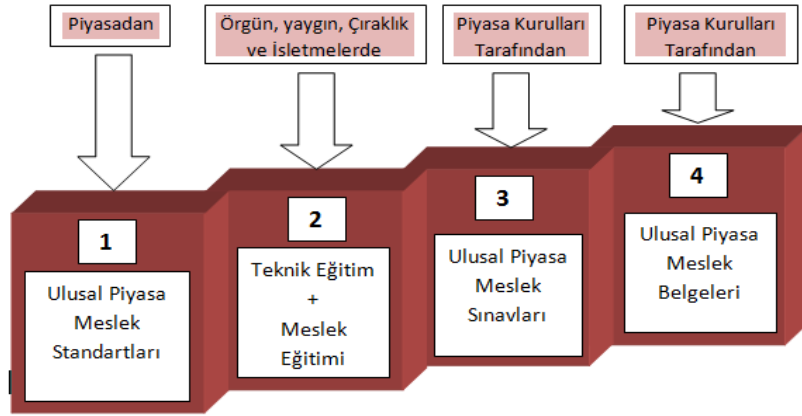 Piyasadan
Örgün, yaygın, Çıraklık
ve İşletmelerde
Piyasa Kurulları
Tarafından
Piyasa Kurulları
Tarafından
1
Ulusal Piyasa
Meslek
Standartları
2
Teknik Eğitim
+
Meslek
Eğitimi
3
Ulusal Piyasa
Meslek
Sınavları
4
Ulusal Piyasa
Meslek
Belgeleri